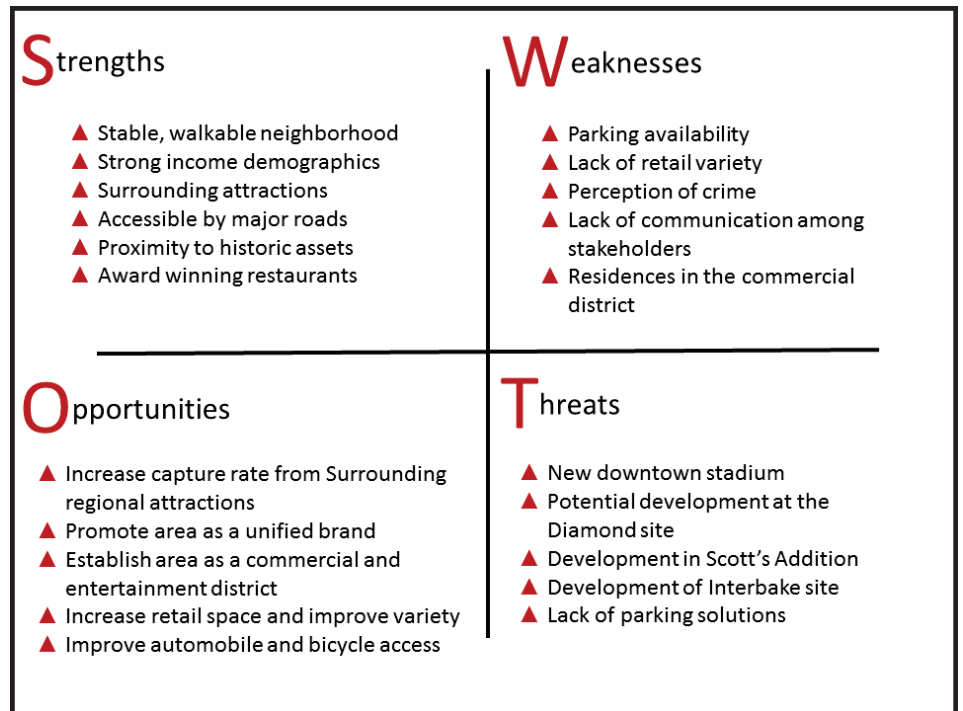 Strengths
▲ Stable, walkable neighborhood
▲ Strong income demographics
▲ Surrounding attractions
▲ Accessible by major roads
▲ Proximity to historic assets
▲ Award winning restaurants
Weaknesses
▲ Parking availability
▲ Lack of retail variety
▲ Perception of crime
▲ Lack of communication among
stakeholders
▲ Residences in the commercial
district
Opportunities
▲ Increase capture rate from Surrounding
regional attractions
▲ Promote area as a unified brand
▲ Establish area as a commercial and
entertainment district
▲ Increase retail space and improve variety
▲ Improve automobile and bicycle access
Threats
▲ New downtown stadium
▲ Potential development at the
Diamond site
▲ Development in Scott’s Addition
▲ Development of Interbake site
▲ Lack of parking solutions